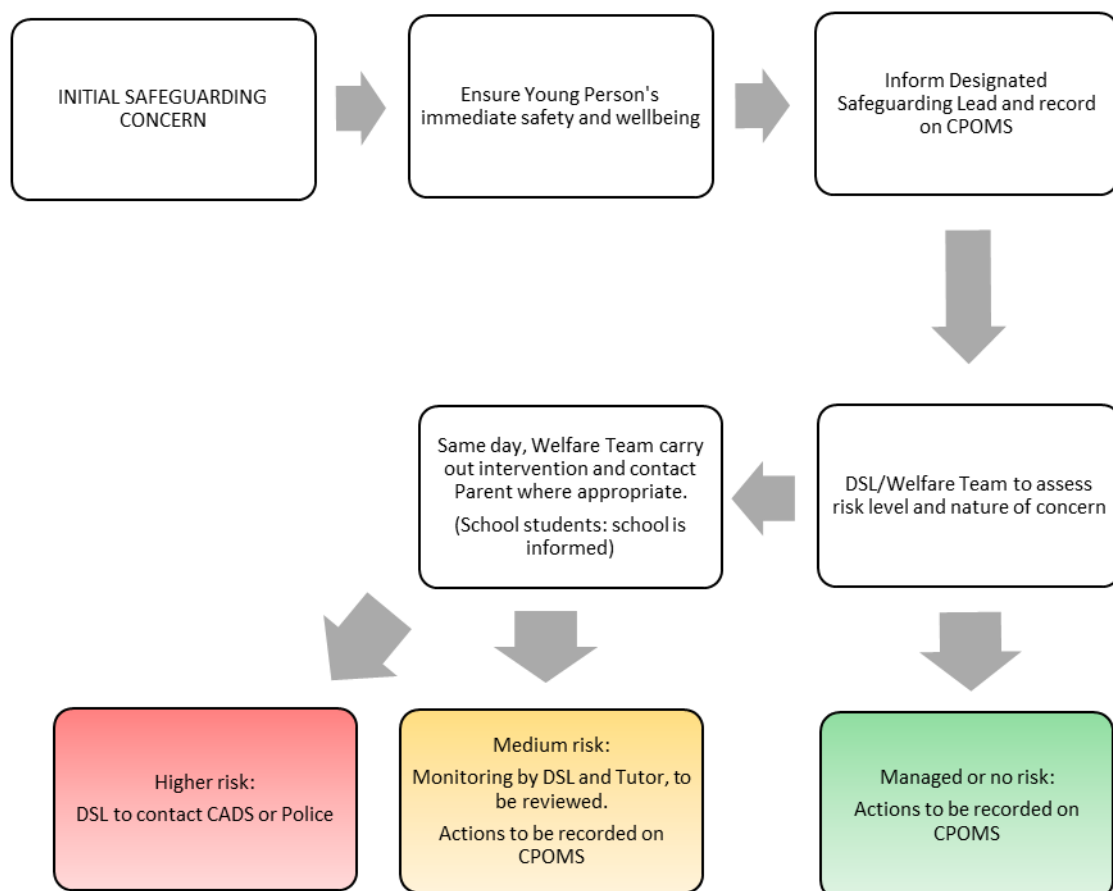 INITIAL SAFEGUARDING
CONCERN
Ensure Young Person's
immediate safety and wellbeing
Inform Designated
Safeguarding Lead and record
on CPOMS
DSL/Welfare Team to assess
risk level and nature of concern
Same day, Welfare Team carry
out intervention and contact
Parent where appropriate.
(School students: school is
informed)
Higher risk:
DSL to contact CADS or Police
Medium risk:
Monitoring by DSL and Tutor, to
be reviewed.
Actions to be recorded on
CPOMS
Managed or no risk:
Actions to be recorded on
CPOMS